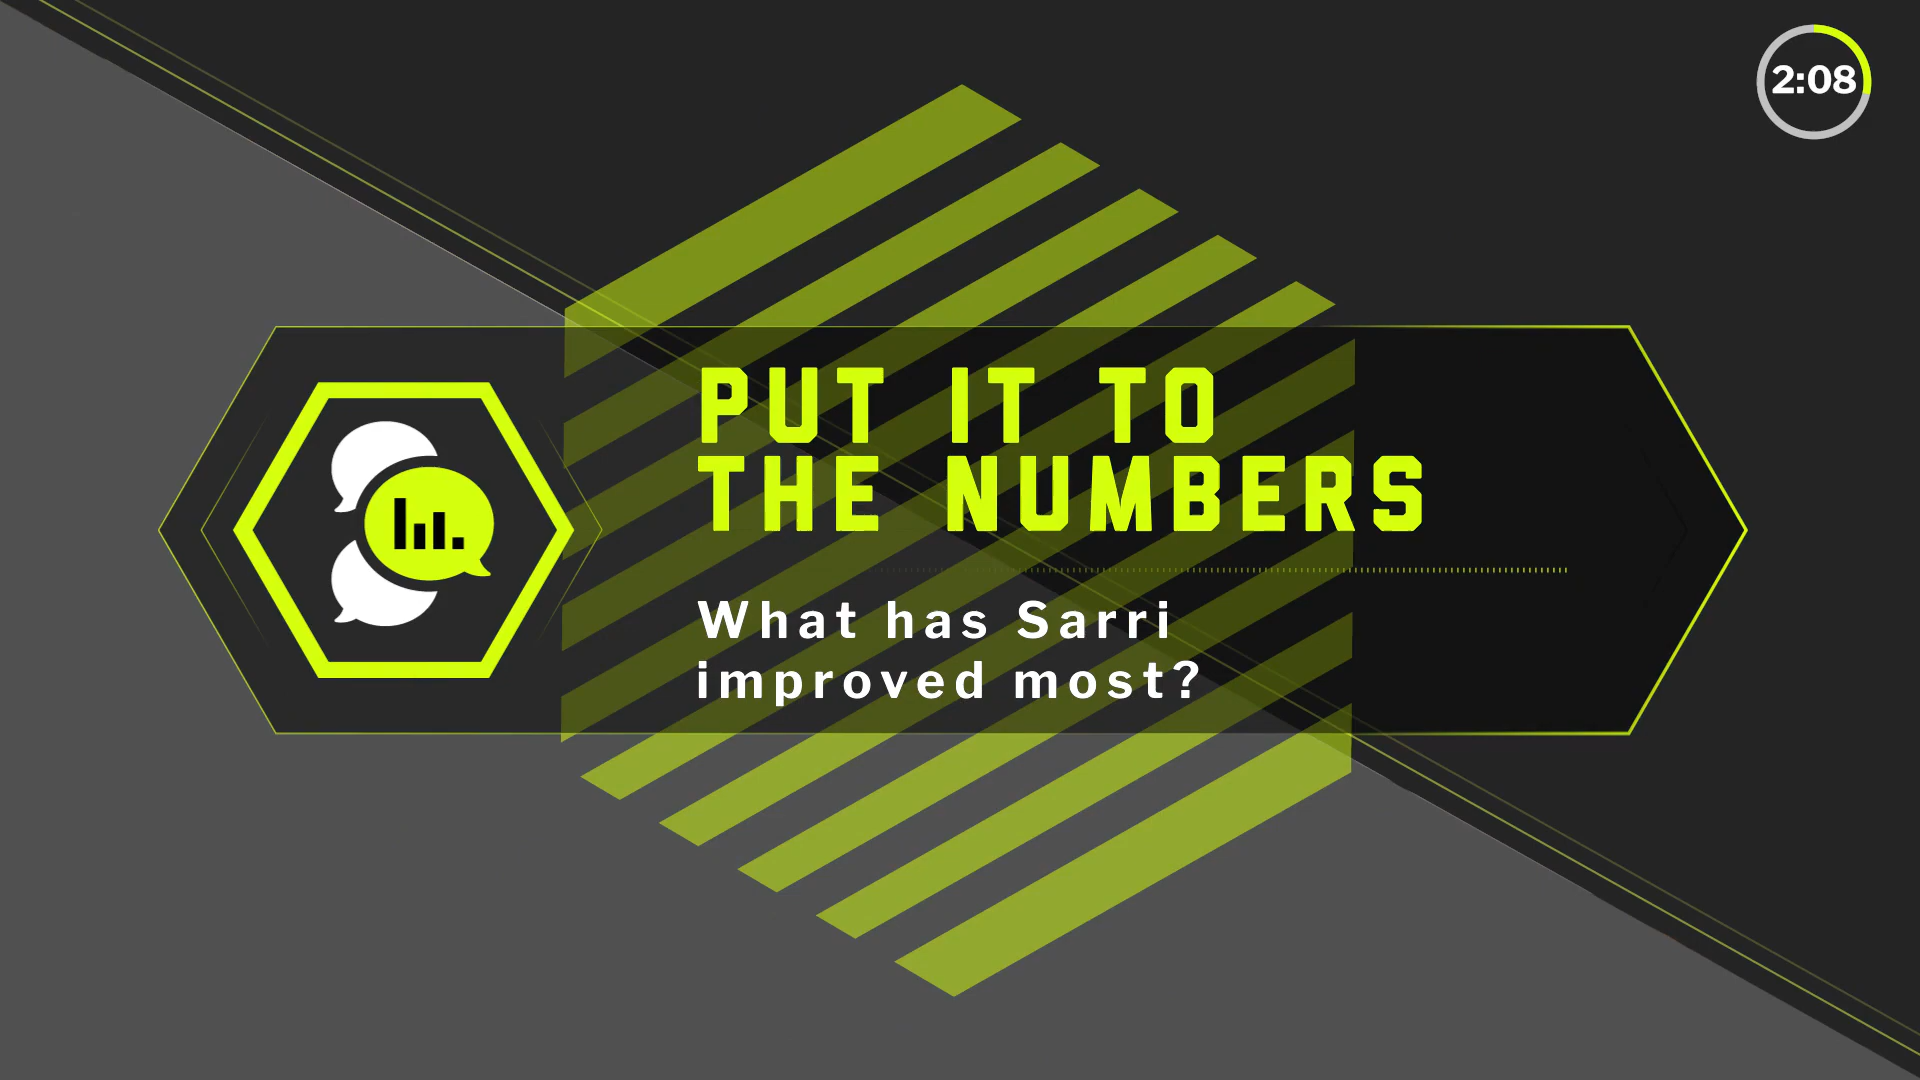 2:08
PUT IT TO
THE NUMBERS
What has Sarri
improved most?